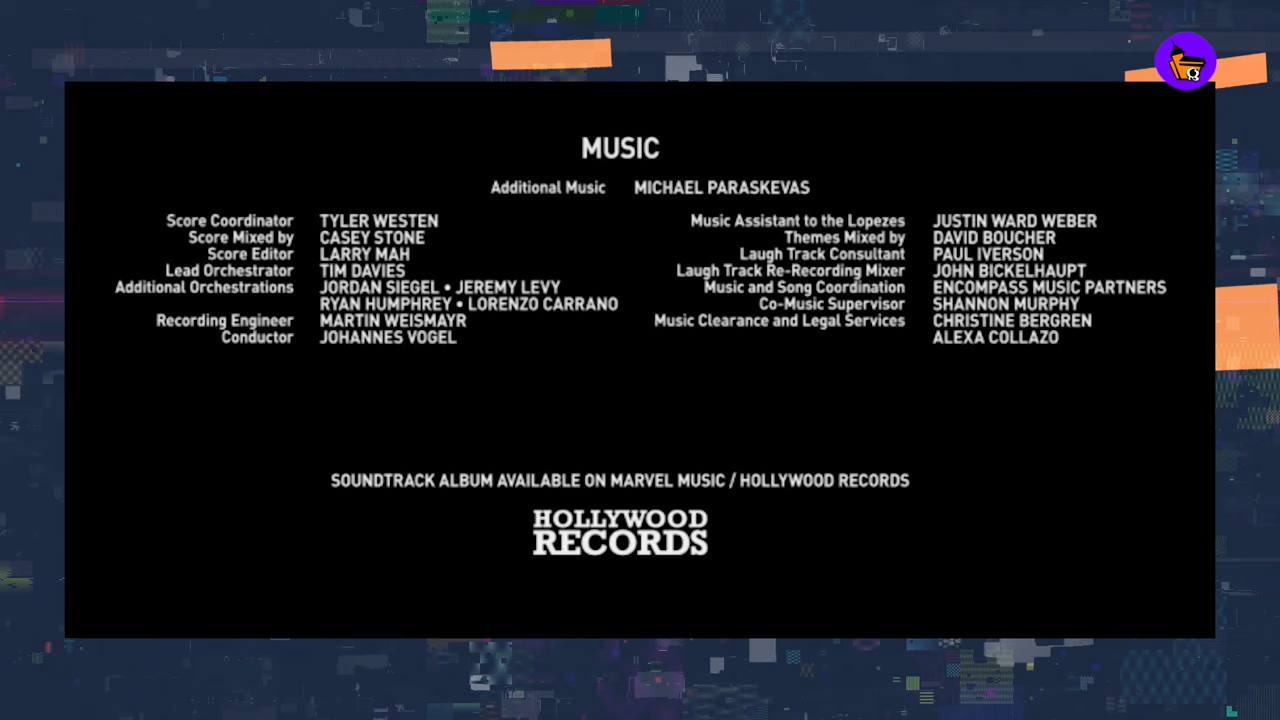 MUSIC
Additional Music MICHAEL PARASKEVAS
Score Coordinator TYLER WESTEN
Score Mixed by CASEY STONE
Score Editor LARRY MAH
Lead Orchestrator TIM DAVIES
Additional Orchestrations JORDAN SIEGEL • JEREMY LEVY
RYAN HUMPHREY • LORENZO CARRANO
Recording Engineer MARTIN WEISMAYR
Conductor JOHANNES VOGEL
Music Assistant to the Lopezes JUSTIN WARD WEBER
Themes Mixed by DAVID BOUCHER
Laugh Track Consultant PAUL IVERSON
Laugh Track Re-Recording Mixer JOHN BICKELHAUPT
Music and Song Coordination ENCOMPASS MUSIC PARTNERS
Co-Music Supervisor SHANNON MURPHY
Music Clearance and Legal Services CHRISTINE BERGREN
ALEXA COLLAZO
SOUNDTRACK ALBUM AVAILABLE ON MARVEL MUSIC / HOLLYWOOD RECORDS
HOLLYWOOD
RECORDS